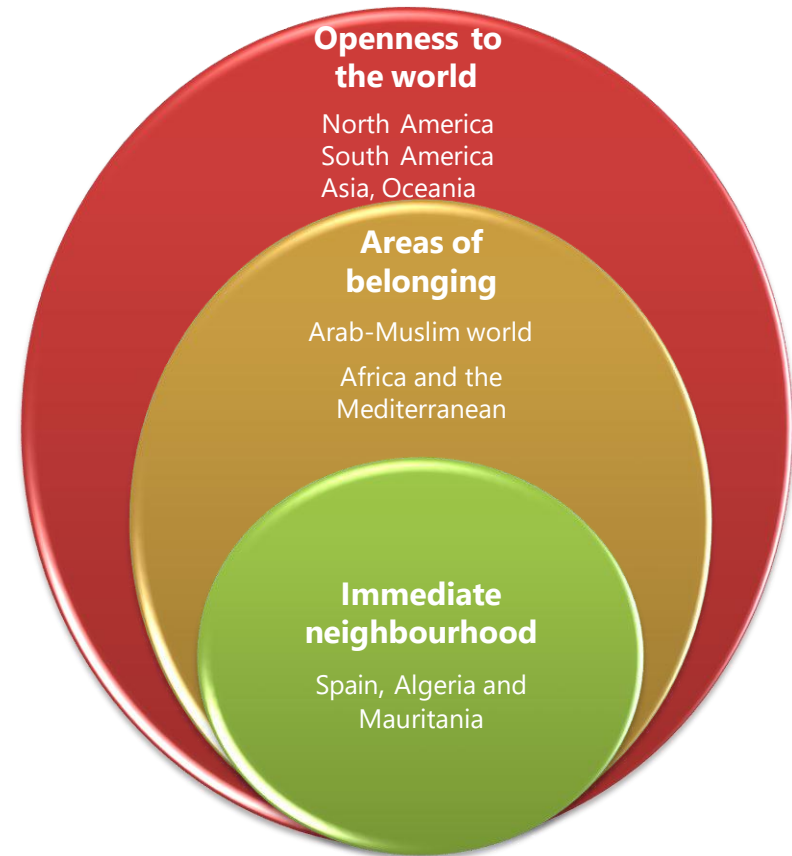 Openness to
the world
North America
South America
Asia, Oceania
Areas of
belonging
Arab-Muslim world
Africa and the
Mediterranean
Immediate
neighbourhood
Spain, Algeria and
Mauritania